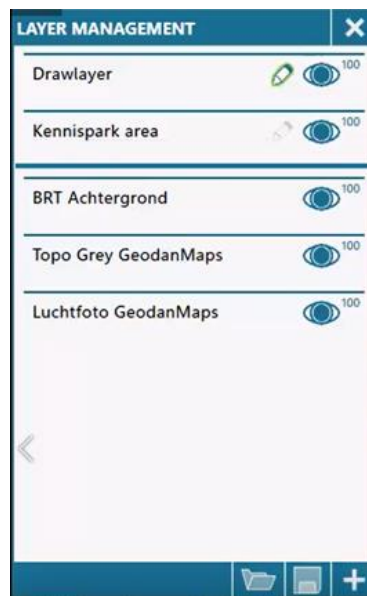 LAYER MANAGEMENT
Drawlayer 100
Kennispark area 100
BRT Achtergrond 100
Topo Grey GeodanMaps 100
Luchtfoto GeodanMaps 100